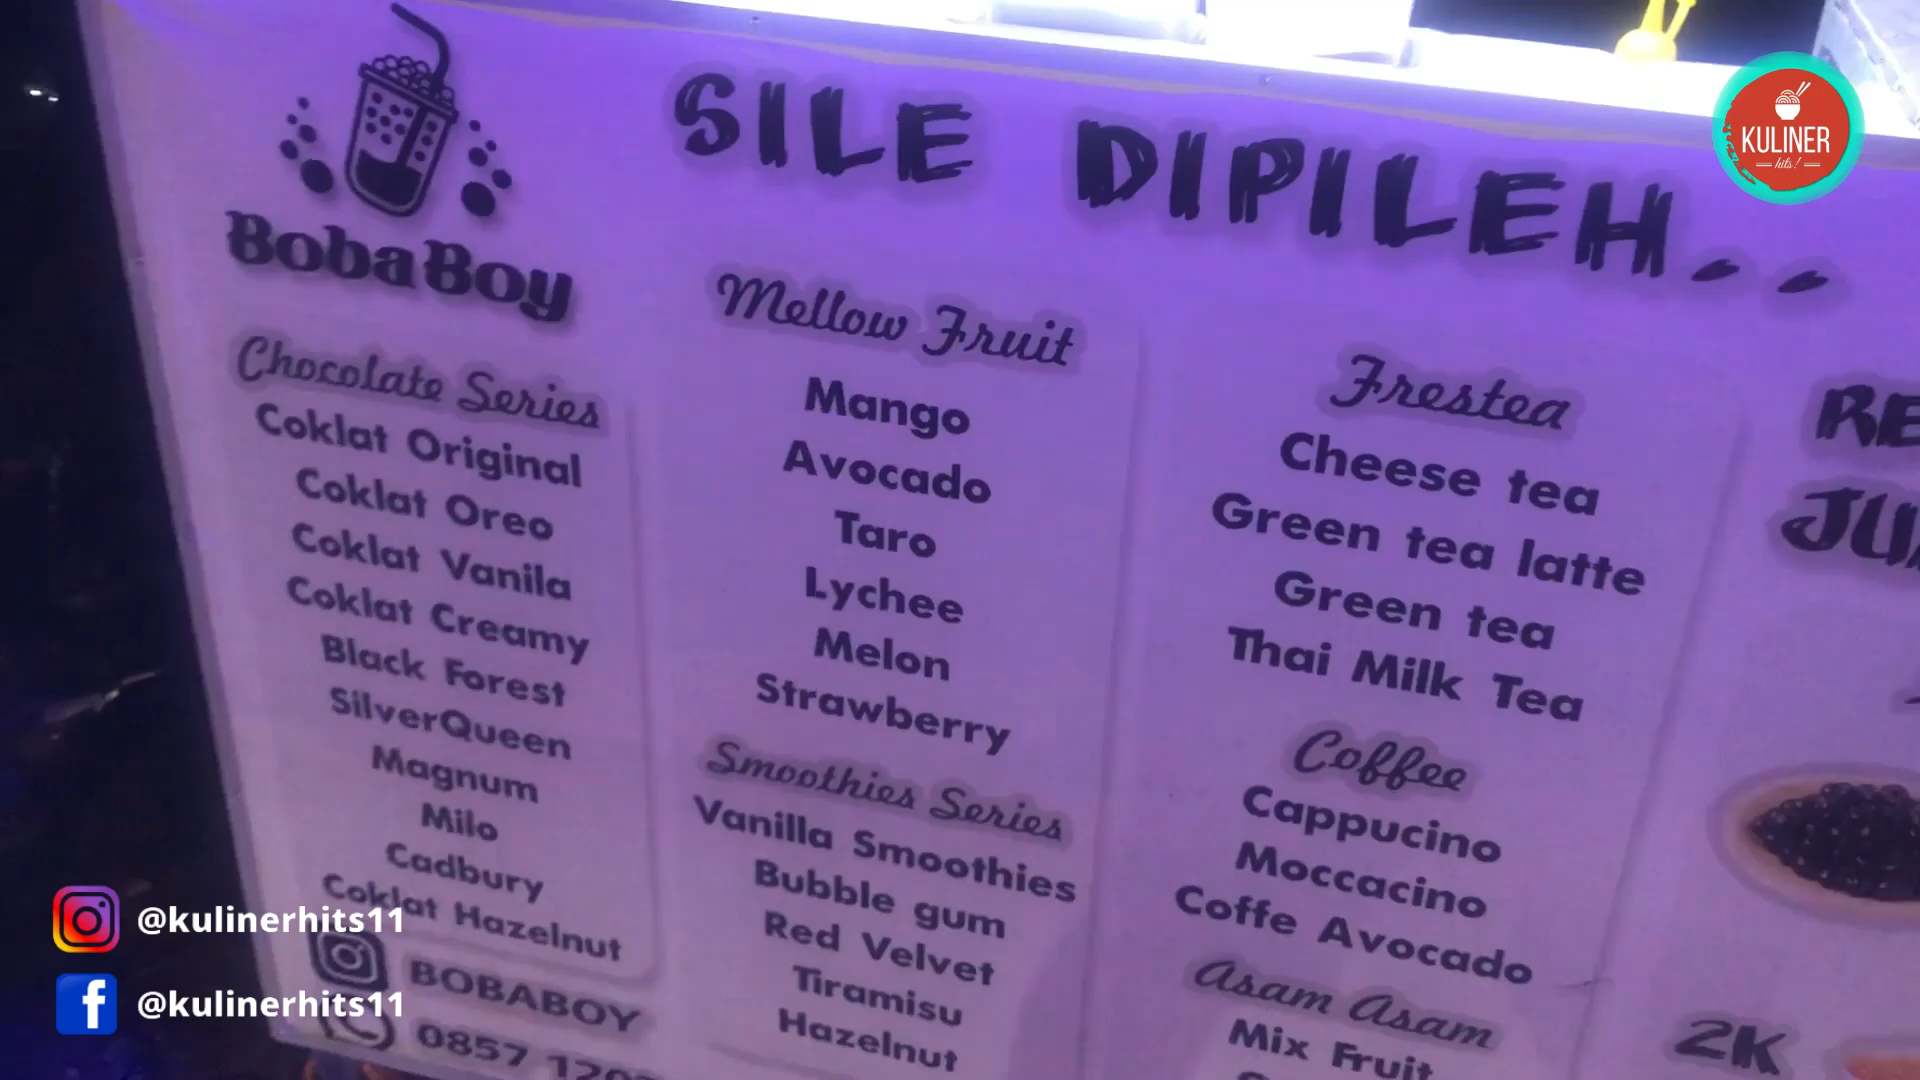 SILE DIPILEH..
BobaBoy
Chocolate Series
Coklat Original
Coklat Oreo
Coklat Vanila
Coklat Creamy
Black Forest
SilverQueen
Magnum
Milo
Cadbury
Coklat Hazelnut
BOBABOY
0857
Mellow Fruit
Mango
Avocado
Taro
Lychee
Melon
Strawberry
Smoothies Series
Vanilla Smoothies
Bubble gum
Red Velvet
Tiramisu
Hazelnut
Frestea
Cheese tea
Green tea latte
Green tea
Thai Milk Tea
Coffee
Cappucino
Moccacino
Coffe Avocado
Asam Asam
Mix Fruit
2K
KULINER
hits!
@kulinerhits11
@kulinerhits11